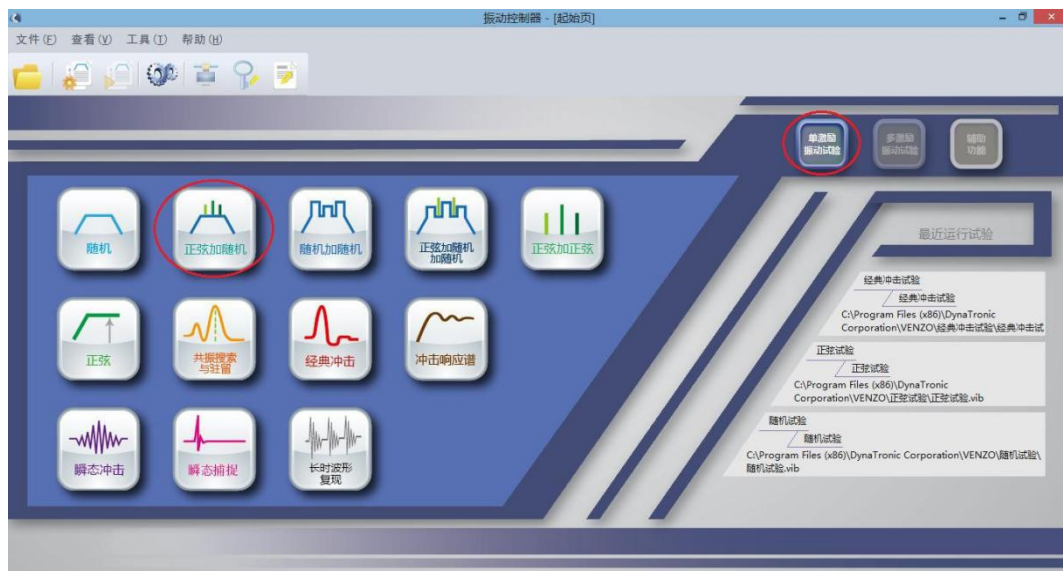 振动控制器 - [起始页]
文件(F) 查看(V) 工具(T) 帮助(H)
单激励
振动试验
多激励
振动试验
辅助
功能
随机
正弦加随机
随机加随机
正弦加随机
加随机
正弦加正弦
正弦
共振搜索
与驻留
经典冲击
冲击响应谱
瞬态冲击
瞬态捕捉
长时波形
复现
最近运行试验
经典冲击试验
经典冲击试验
C:\Program Files (x86)\DynaTronic
Corporation\VENZO\经典冲击试验\经典冲击试
正弦试验
正弦试验
C:\Program Files (x86)\DynaTronic
Corporation\VENZO\正弦试验\正弦试验.vib
随机试验
随机试验
C:\Program Files (x86)\DynaTronic Corporation\VENZO\随机试验\
随机试验.vib